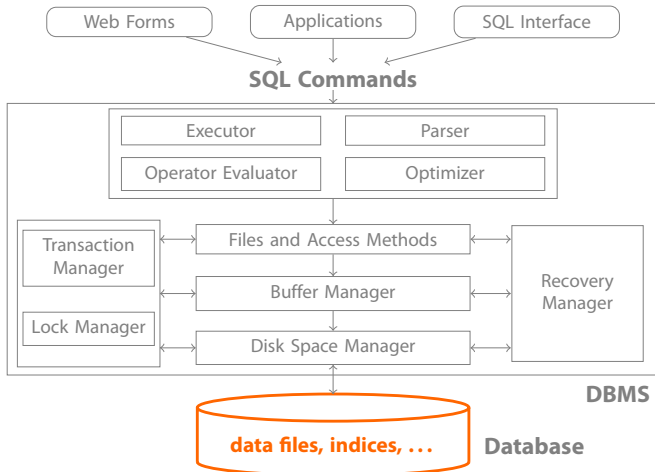 Web Forms
Applications
SQL Interface
SQL Commands
Executor
Parser
Operator Evaluator
Optimizer
Transaction
Manager
Files and Access Methods
Recovery
Manager
Buffer Manager
Lock Manager
Disk Space Manager
DBMS
data files, indices, . . .
Database